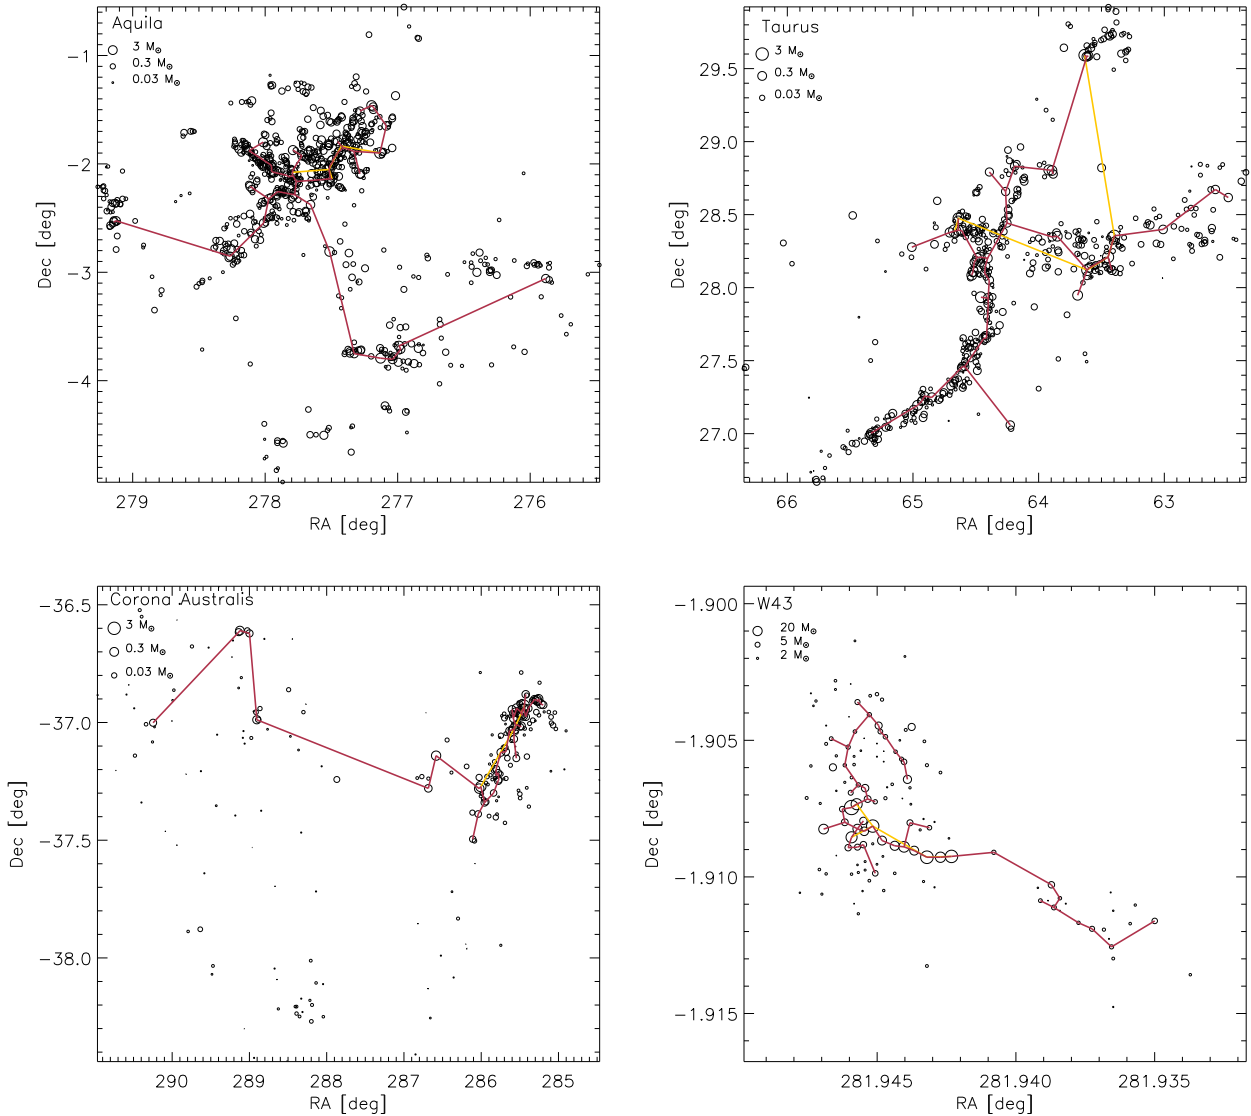 Aquila
3 M⊙
0.3 M⊙
0.03 M⊙
−1
−2
−3
−4
Dec [deg]
279 278 277 276
RA [deg]
Taurus
3 M⊙
0.3 M⊙
0.03 M⊙
29.5
29.0
28.5
28.0
27.5
27.0
Dec [deg]
66 65 64 63
RA [deg]
Corona Australis
3 M⊙
0.3 M⊙
0.03 M⊙
−36.5
−37.0
−37.5
−38.0
Dec [deg]
290 289 288 287 286 285
RA [deg]
W43
20 M⊙
5 M⊙
2 M⊙
−1.900
−1.905
−1.910
−1.915
Dec [deg]
281.945 281.940 281.935
RA [deg]